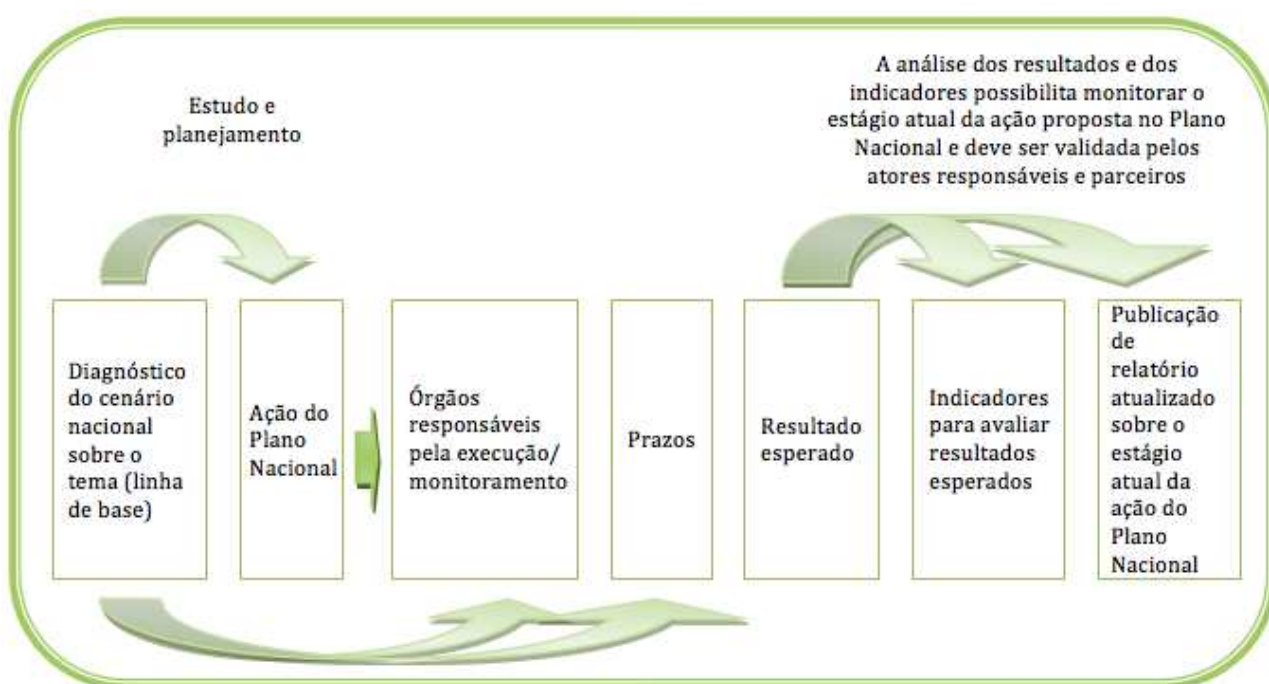 Estudo e
planejamento
A análise dos resultados e dos
indicadores possibilita monitorar o
estágio atual da ação proposta no Plano
Nacional e deve ser validada pelos
atores responsáveis e parceiros
Diagnóstico
do cenário
nacional
sobre o
tema (linha
de base)
Ação do
Plano
Nacional
Órgãos
responsáveis
pela execução/
monitoramento
Prazos
Resultado
esperado
Indicadores
para avaliar
resultados
esperados
Publicação
de
relatório
atualizado
sobre o
estágio
atual da
ação do
Plano
Nacional